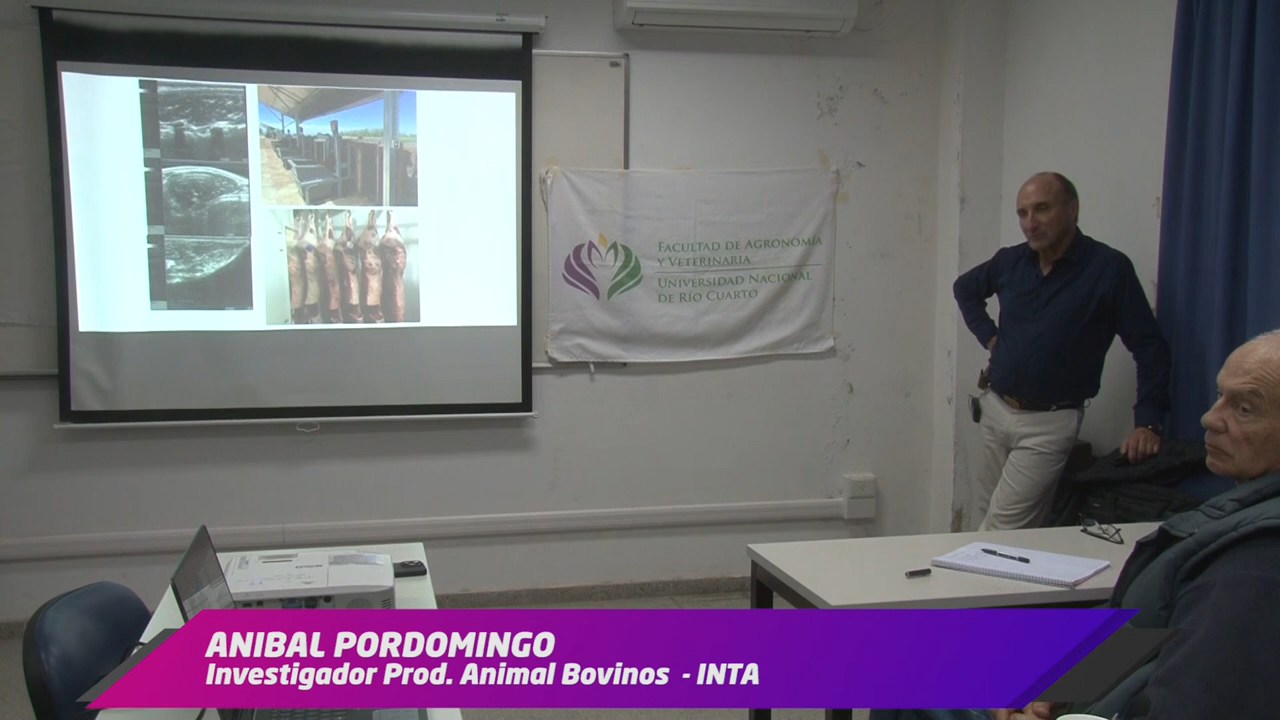 FACULTAD DE AGRONOMÍA
Y VETERINARIA
UNIVERSIDAD NACIONAL
DE RÍO CUARTO
ANIBAL PORDOMINGO
Investigador Prod. Animal Bovinos - INTA